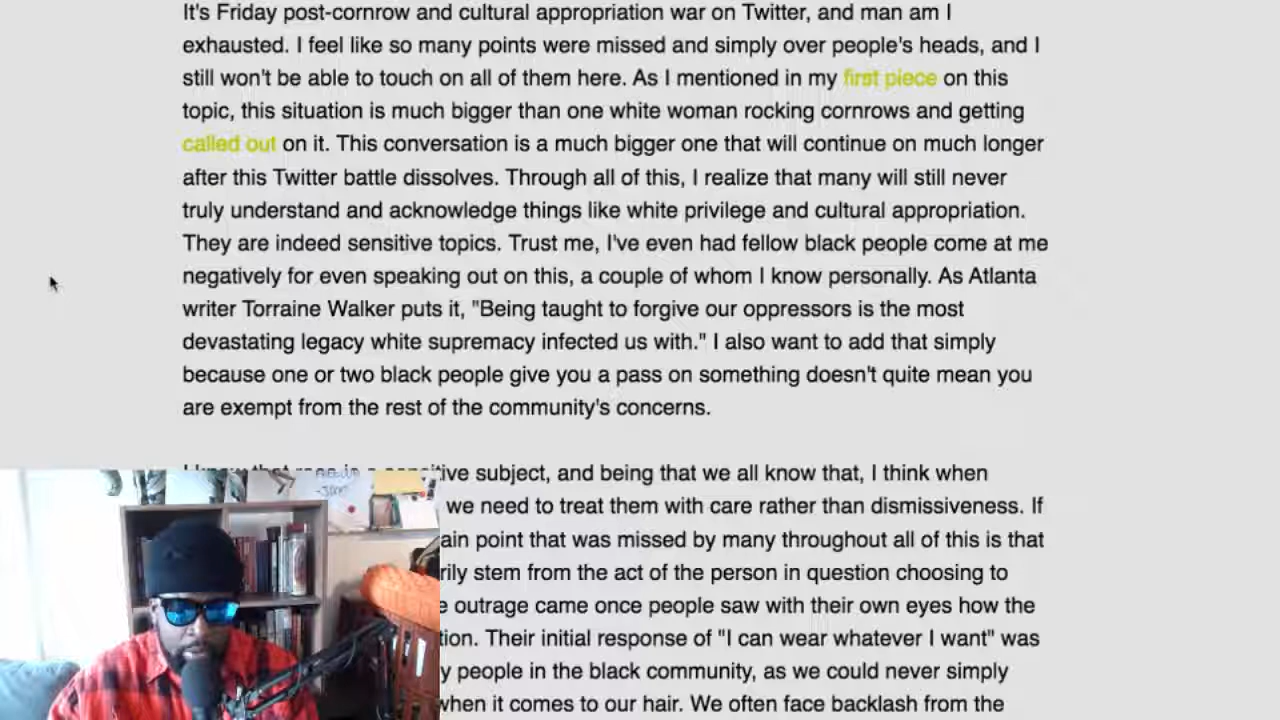 It's Friday post-cornrow and cultural appropriation war on Twitter, and man am I
exhausted. I feel like so many points were missed and simply over people's heads, and I
still won't be able to touch on all of them here. As I mentioned in my first piece on this
topic, this situation is much bigger than one white woman rocking cornrows and getting
called out on it. This conversation is a much bigger one that will continue on much longer
after this Twitter battle dissolves. Through all of this, I realize that many will still never
truly understand and acknowledge things like white privilege and cultural appropriation.
They are indeed sensitive topics. Trust me, I've even had fellow black people come at me
negatively for even speaking out on this, a couple of whom I know personally. As Atlanta
writer Torraine Walker puts it, "Being taught to forgive our oppressors is the most
devastating legacy white supremacy infected us with." I also want to add that simply
because one or two black people give you a pass on something doesn't quite mean you
are exempt from the rest of the community's concerns.
I know that race is a sensitive subject, and being that we all know that, I think when
we need to treat them with care rather than dismissiveness. If
point that was missed by many throughout all of this is that
stem from the act of the person in question choosing to
outrage came once people saw with their own eyes how the
Their initial response of "I can wear whatever I want" was
people in the black community, as we could never simply
when it comes to our hair. We often face backlash from the